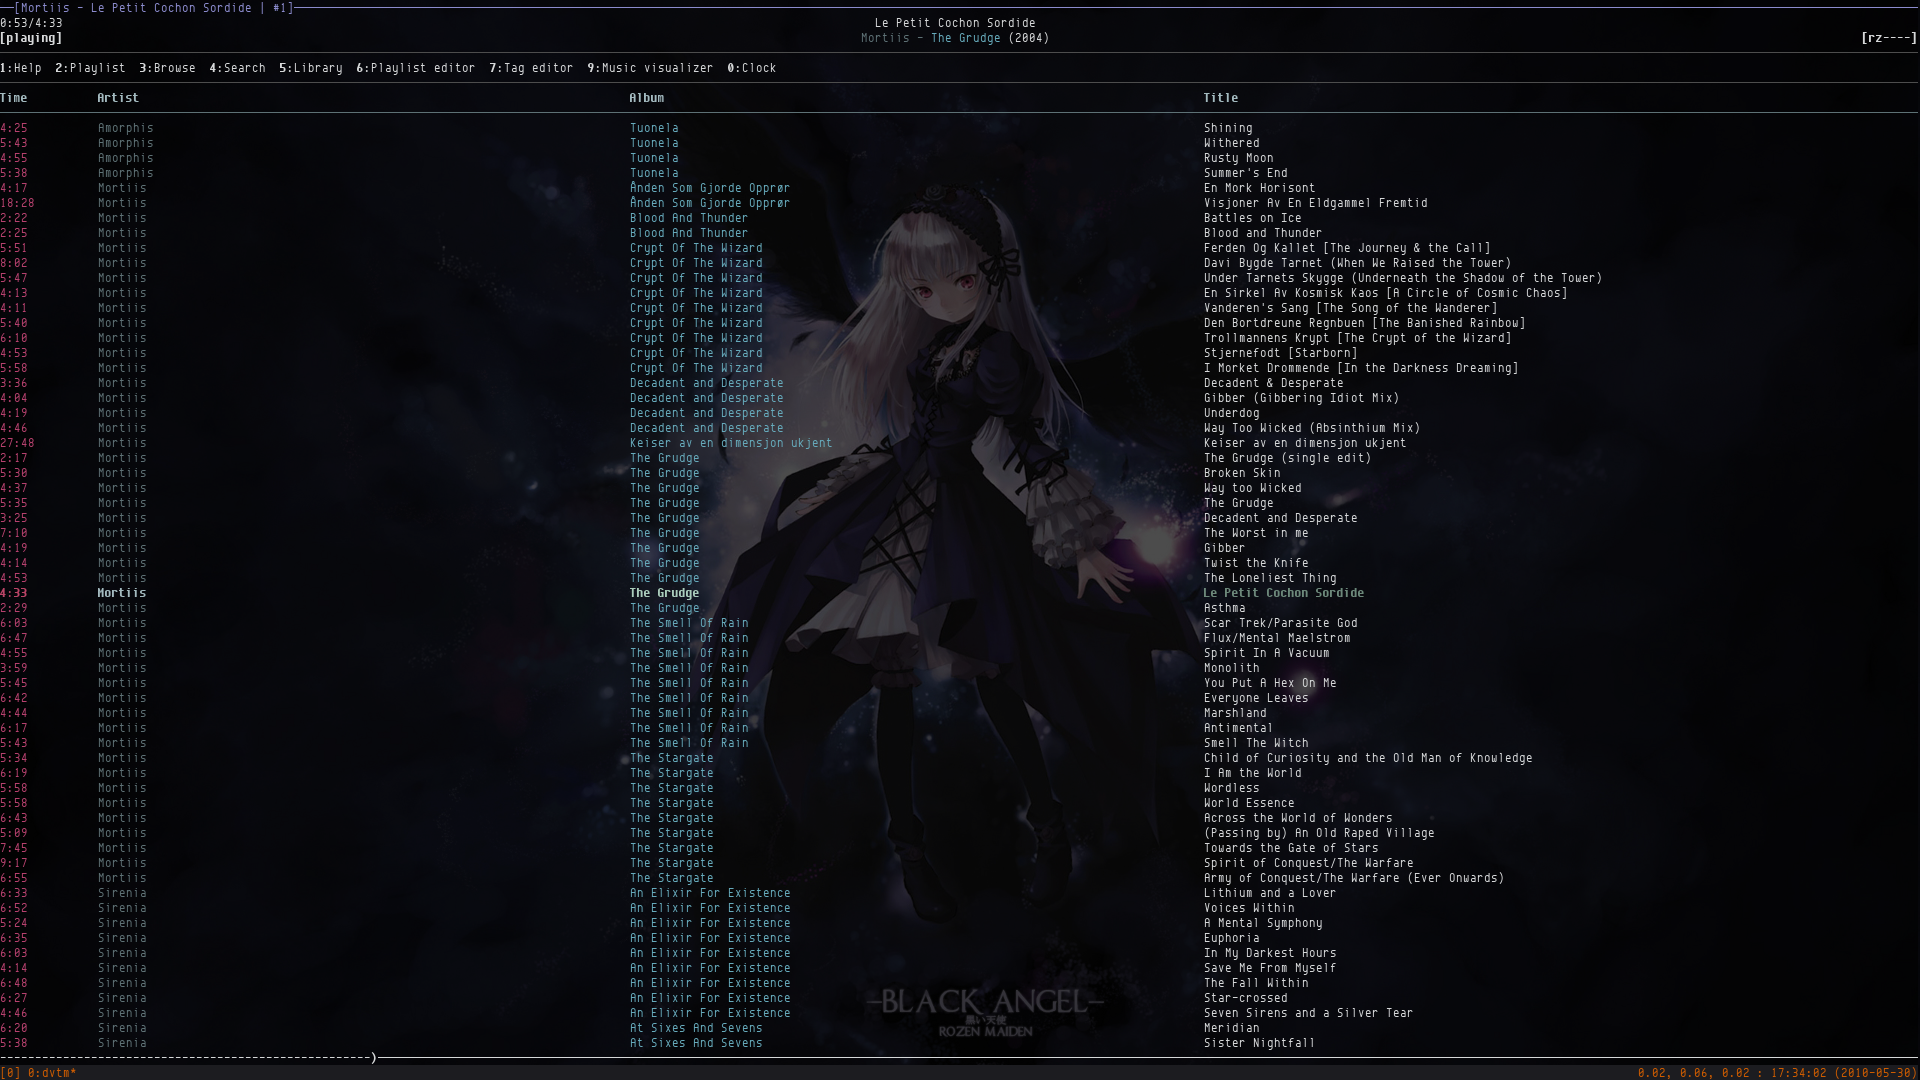 [Mortiis - Le Petit Cochon Sordide | #1]
0:53/4:33 Le Petit Cochon Sordide
[playing] Mortiis - The Grudge (2004) [rz----]
1:Help 2:Playlist 3:Browse 4:Search 5:Library 6:Playlist editor 7:Tag editor 9:Music visualizer 0:Clock
Time Artist Album Title
4:25 Amorphis Tuonela Shining
5:43 Amorphis Tuonela Withered
4:55 Amorphis Tuonela Rusty Moon
5:38 Amorphis Tuonela Summer's End
4:17 Mortiis Ånden Som Gjorde Opprør En Mork Horisont
18:28 Mortiis Ånden Som Gjorde Opprør Visjoner Av En Eldgammel Fremtid
2:22 Mortiis Blood And Thunder Battles on Ice
2:25 Mortiis Blood And Thunder Blood and Thunder
5:51 Mortiis Crypt Of The Wizard Ferden Og Kallet [The Journey & the Call]
8:02 Mortiis Crypt Of The Wizard Davi Bygde Tarnet (When We Raised the Tower)
5:47 Mortiis Crypt Of The Wizard Under Tarnets Skygge (Underneath the Shadow of the Tower)
4:13 Mortiis Crypt Of The Wizard En Sirkel Av Kosmisk Kaos [A Circle of Cosmic Chaos]
4:11 Mortiis Crypt Of The Wizard Vanderen's Sang [The Song of the Wanderer]
5:40 Mortiis Crypt Of The Wizard Den Bortdreune Regnbuen [The Banished Rainbow]
6:10 Mortiis Crypt Of The Wizard Trollmannens Krypt [The Crypt of the Wizard]
4:53 Mortiis Crypt Of The Wizard Stjernefodt [Starborn]
5:58 Mortiis Crypt Of The Wizard I Morket Drommende [In the Darkness Dreaming]
3:36 Mortiis Decadent and Desperate Decadent & Desperate
4:04 Mortiis Decadent and Desperate Gibber (Gibbering Idiot Mix)
4:19 Mortiis Decadent and Desperate Underdog
4:46 Mortiis Decadent and Desperate Way Too Wicked (Absinthium Mix)
27:48 Mortiis Keiser av en dimensjon ukjent Keiser av en dimensjon ukjent
2:17 Mortiis The Grudge The Grudge (single edit)
5:30 Mortiis The Grudge Broken Skin
4:37 Mortiis The Grudge Way too Wicked
5:35 Mortiis The Grudge The Grudge
3:25 Mortiis The Grudge Decadent and Desperate
7:10 Mortiis The Grudge The Worst in me
4:19 Mortiis The Grudge Gibber
4:14 Mortiis The Grudge Twist the Knife
4:53 Mortiis The Grudge The Loneliest Thing
4:33 Mortiis The Grudge Le Petit Cochon Sordide
2:29 Mortiis The Grudge Asthma
6:03 Mortiis The Smell Of Rain Scar Trek/Parasite God
6:47 Mortiis The Smell Of Rain Flux/Mental Maelstrom
4:55 Mortiis The Smell Of Rain Spirit In A Vacuum
3:59 Mortiis The Smell Of Rain Monolith
5:45 Mortiis The Smell Of Rain You Put A Hex On Me
6:42 Mortiis The Smell Of Rain Everyone Leaves
4:44 Mortiis The Smell Of Rain Marshland
6:17 Mortiis The Smell Of Rain Antimental
5:43 Mortiis The Smell Of Rain Smell The Witch
5:34 Mortiis The Stargate Child of Curiosity and the Old Man of Knowledge
6:19 Mortiis The Stargate I Am the World
5:58 Mortiis The Stargate Wordless
5:58 Mortiis The Stargate World Essence
6:43 Mortiis The Stargate Across the World of Wonders
5:09 Mortiis The Stargate (Passing by) An Old Raped Village
7:45 Mortiis The Stargate Towards the Gate of Stars
9:17 Mortiis The Stargate Spirit of Conquest/The Warfare
6:55 Mortiis The Stargate Army of Conquest/The Warfare (Ever Onwards)
6:33 Sirenia An Elixir For Existence Lithium and a Lover
6:52 Sirenia An Elixir For Existence Voices Within
5:24 Sirenia An Elixir For Existence A Mental Symphony
6:35 Sirenia An Elixir For Existence Euphoria
6:03 Sirenia An Elixir For Existence In My Darkest Hours
4:14 Sirenia An Elixir For Existence Save Me From Myself
6:48 Sirenia An Elixir For Existence The Fall Within
6:27 Sirenia An Elixir For Existence Star-crossed
4:46 Sirenia An Elixir For Existence Seven Sirens and a Silver Tear
6:20 Sirenia At Sixes And Sevens Meridian
5:38 Sirenia At Sixes And Sevens Sister Nightfall
-BLACK ANGEL-
黒い天使
ROZEN MAIDEN
[0] 0:dvtm* 0.02, 0.06, 0.02 : 17:34:02 (2010-05-30)